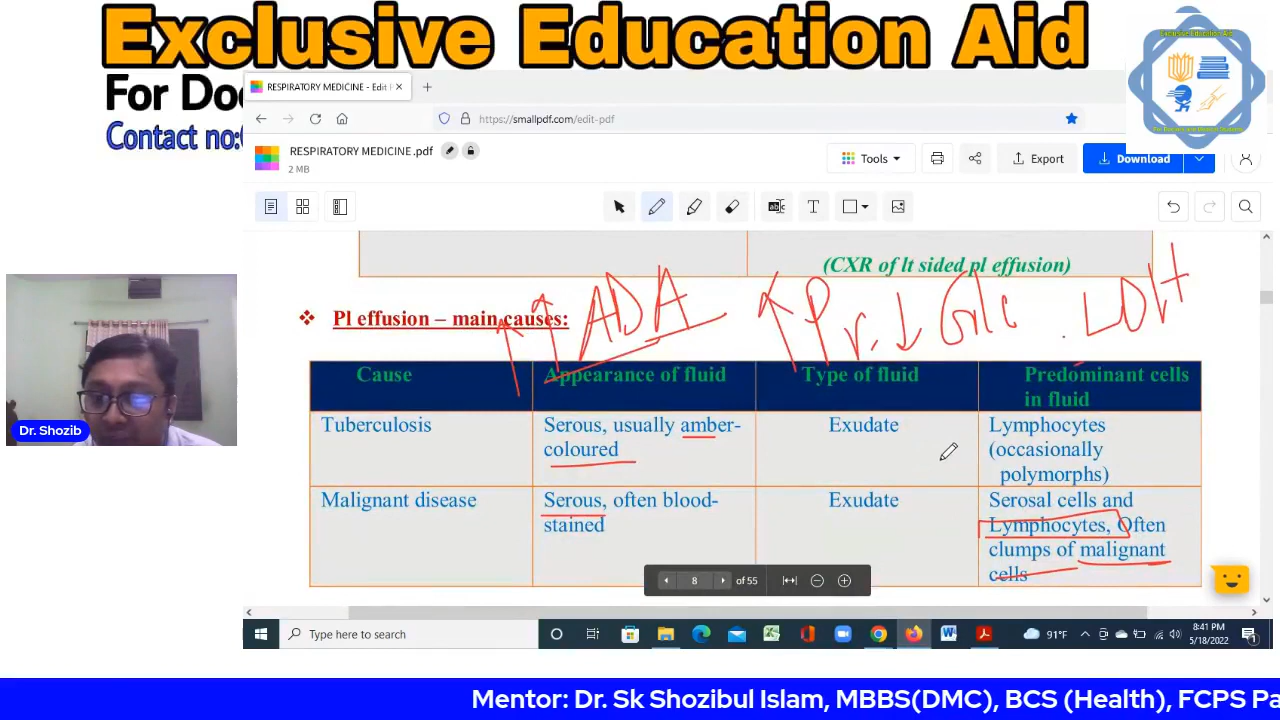 Exclusive Education Aid
Exclusive Education Aid
For Doc
Contact no:
RESPIRATORY MEDICINE - Edit
https://smallpdf.com/edit-pdf
RESPIRATORY MEDICINE .pdf
2 MB
Tools
Export
Download
(CXR of lt sided pl effusion)
❖ Pl effusion – main causes:
↑↑ ADA ↑ Pr. ↓ Glc . LDH
Cause Appearance of fluid Type of fluid Predominant cells in fluid
Tuberculosis Serous, usually amber-coloured Exudate Lymphocytes (occasionally polymorphs)
Malignant disease Serous, often blood-stained Exudate Serosal cells and Lymphocytes, Often clumps of malignant cells
8 of 55
Dr. Shozib
Type here to search
91°F
8:41 PM
5/18/2022
Mentor: Dr. Sk Shozibul Islam, MBBS(DMC), BCS (Health), FCPS Pa